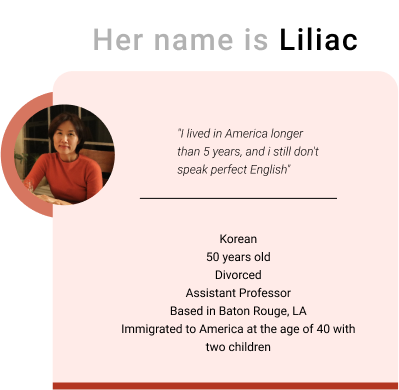 Her name is Liliac
"I lived in America longer
than 5 years, and i still don't
speak perfect English"
Korean
50 years old
Divorced
Assistant Professor
Based in Baton Rouge, LA
Immigrated to America at the age of 40 with
two children